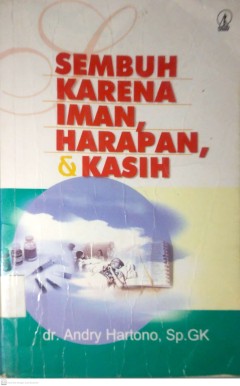 SEMBUH
KARENA
IMAN,
HARAPAN,
& KASIH
dr. Andry Hartono, Sp.GK